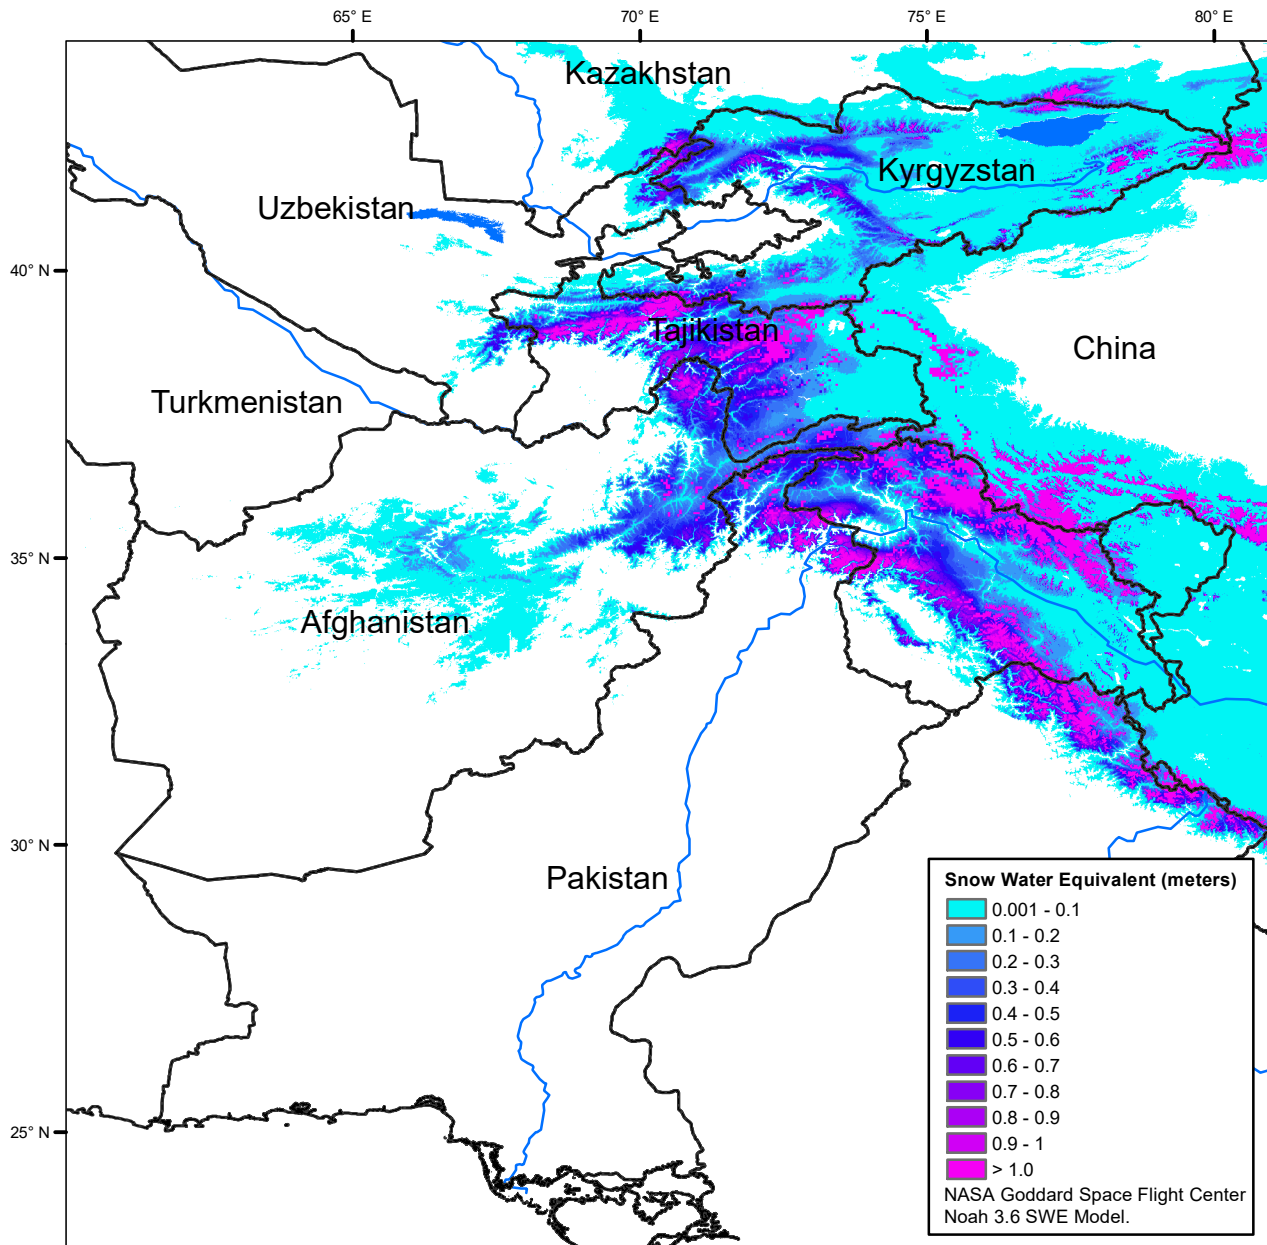 65° E
70° E
75° E
80° E
Kazakhstan
Kyrgyzstan
Uzbekistan
40° N
Tajikistan
China
Turkmenistan
35° N
Afghanistan
30° N
Pakistan
25° N
Snow Water Equivalent (meters)
0.001 - 0.1
0.1 - 0.2
0.2 - 0.3
0.3 - 0.4
0.4 - 0.5
0.5 - 0.6
0.6 - 0.7
0.7 - 0.8
0.8 - 0.9
0.9 - 1
> 1.0
NASA Goddard Space Flight Center
Noah 3.6 SWE Model.